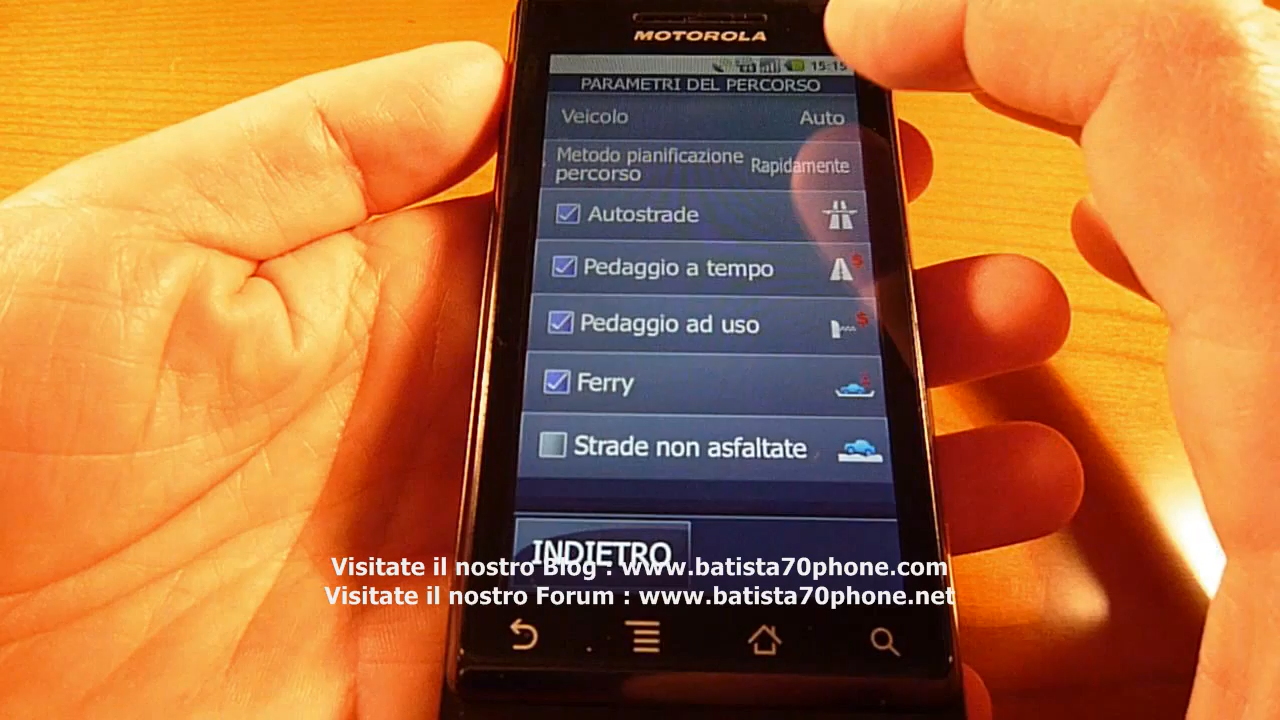 MOTOROLA
15:15
PARAMETRI DEL PERCORSO
Veicolo Auto
Metodo pianificazione
percorso Rapidamente
Autostrade
Pedaggio a tempo
Pedaggio ad uso
Ferry
Strade non asfaltate
INDIETRO
Visitate il nostro Blog : www.batista70phone.com
Visitate il nostro Forum : www.batista70phone.net